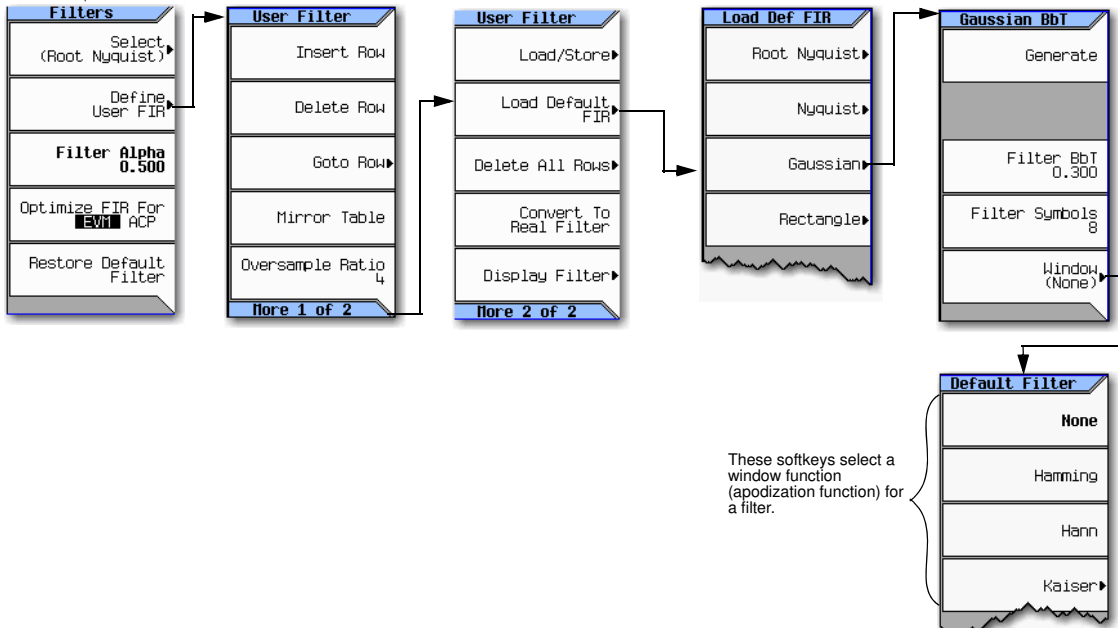 Filters
Select
(Root Nyquist)
Define
User FIR
Filter Alpha
0.500
Optimize FIR For
EVM ACP
Restore Default
Filter
User Filter
Insert Row
Delete Row
Goto Row
Mirror Table
Oversample Ratio
4
More 1 of 2
User Filter
Load/Store
Load Default
FIR
Delete All Rows
Convert To
Real Filter
Display Filter
More 2 of 2
Load Def FIR
Root Nyquist
Nyquist
Gaussian
Rectangle
Gaussian BbT
Generate
Filter BbT
0.300
Filter Symbols
8
Window
(None)
Default Filter
None
Hamming
Hann
Kaiser
These softkeys select a
window function
(apodization function) for
a filter.